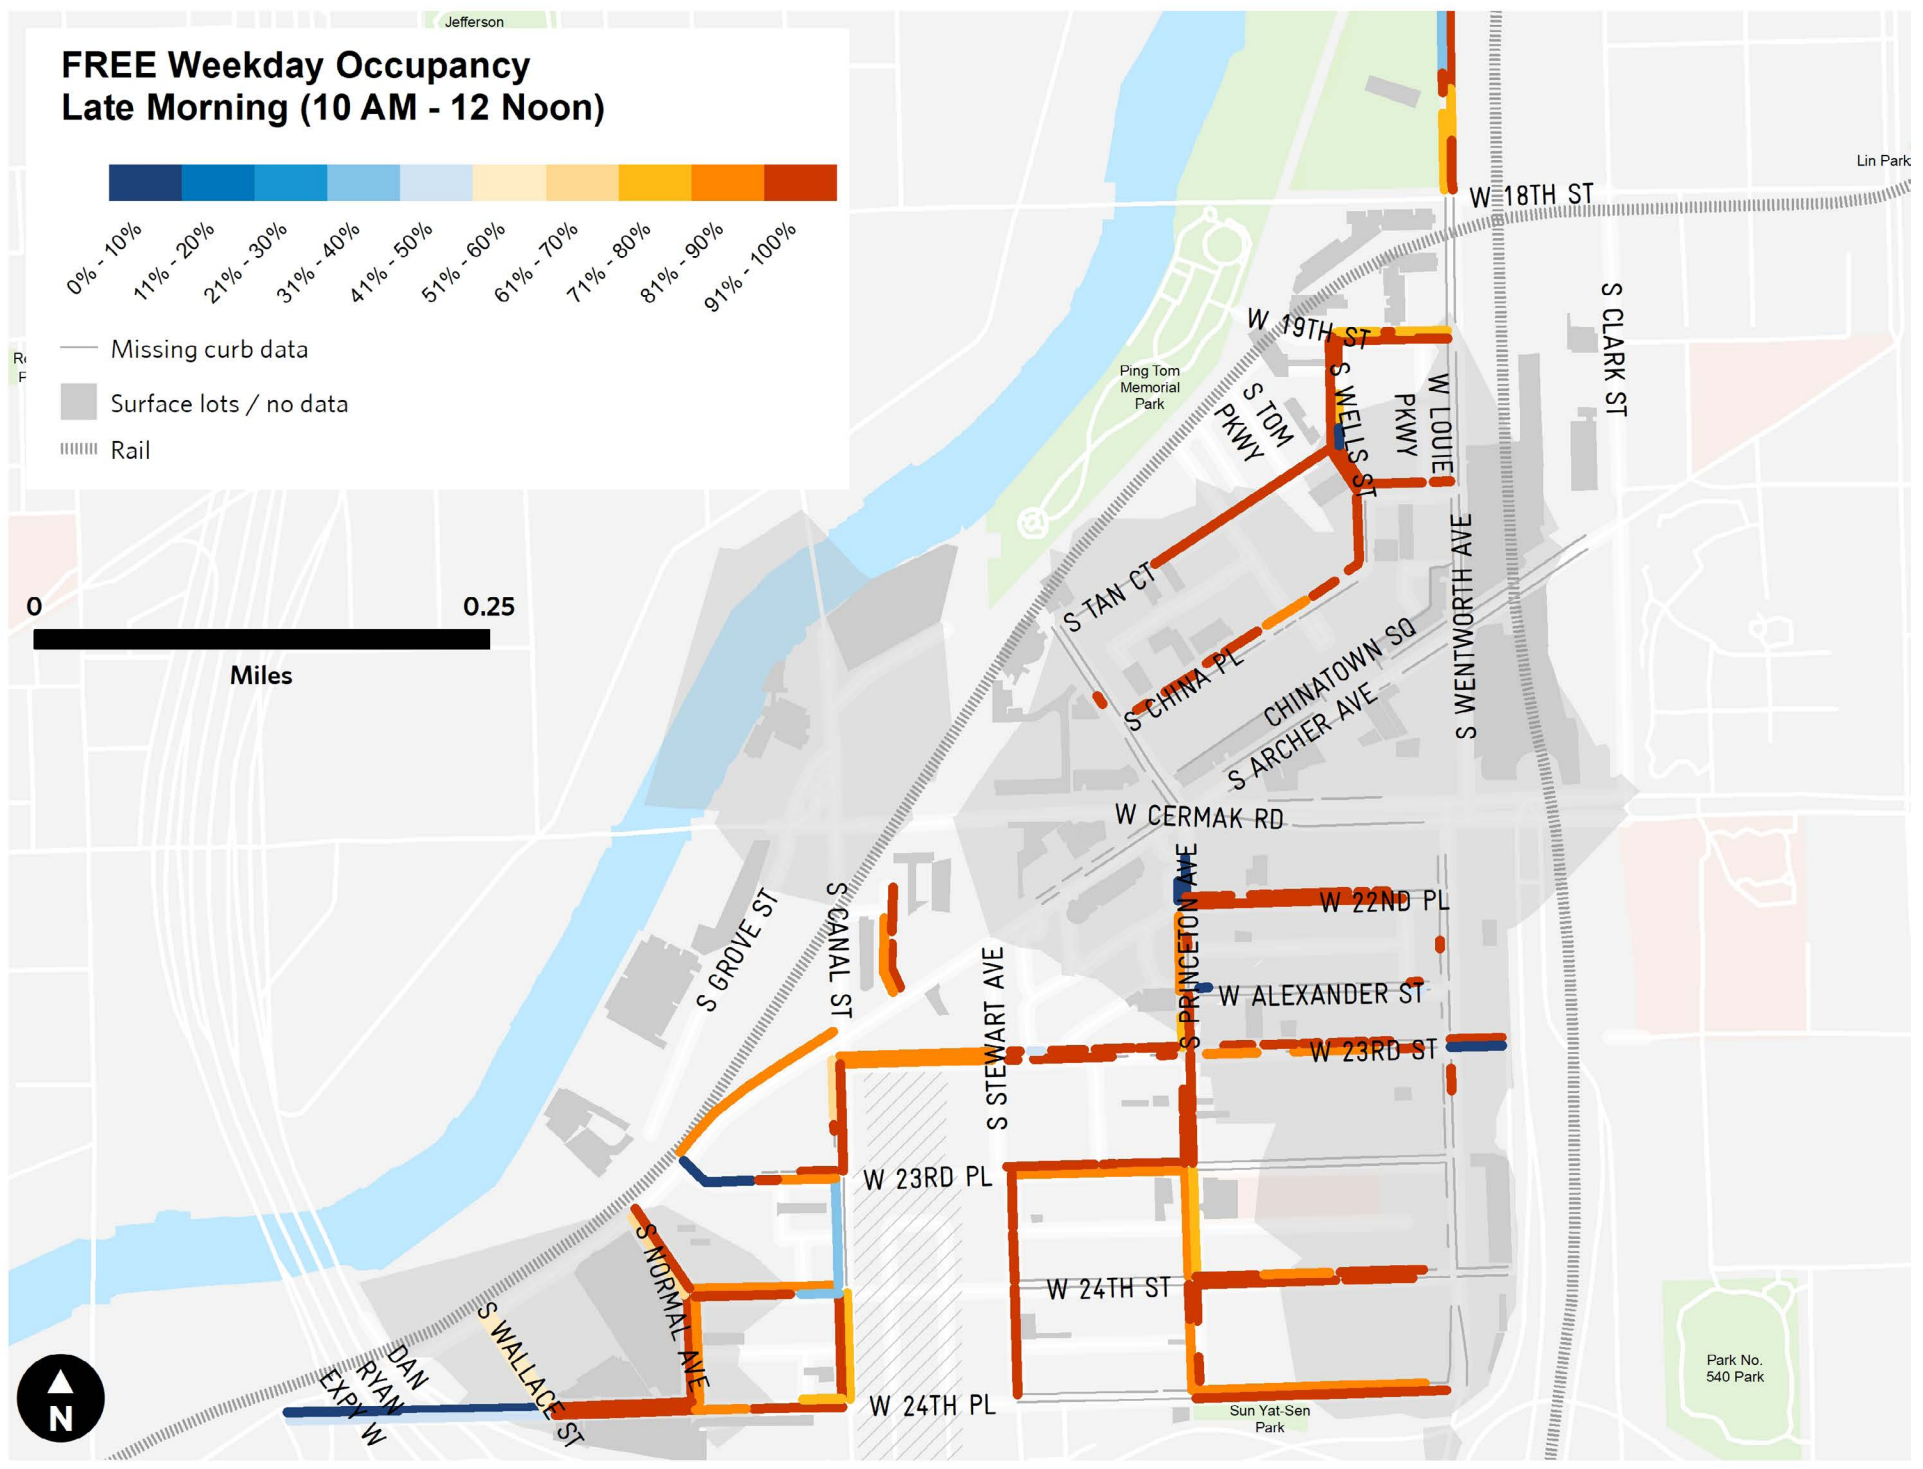 Jefferson
FREE Weekday Occupancy
Late Morning (10 AM - 12 Noon)
0% - 10%
11% - 20%
21% - 30%
31% - 40%
41% - 50%
51% - 60%
61% - 70%
71% - 80%
81% - 90%
91% - 100%
Missing curb data
Surface lots / no data
Rail
Lin Park
W 18TH ST
S CLARK ST
W 19TH ST
Ping Tom
Memorial
Park
S TOM
PKWY
S WELLS ST
W LOUIE
PKWY
0
0.25
Miles
S TAN CT
S WENTWORTH AVE
S CHINA PL
CHINATOWN SQ
S ARCHER AVE
W CERMAK RD
S PRINCETON AVE
W 22ND PL
S CANAL ST
S GROVE ST
S STEWART AVE
W ALEXANDER ST
W 23RD ST
W 23RD PL
S NORMAL AVE
W 24TH ST
S WALLACE ST
DAN
RYAN
EXPY W
W 24TH PL
Sun Yat-Sen
Park
Park No.
540 Park
N